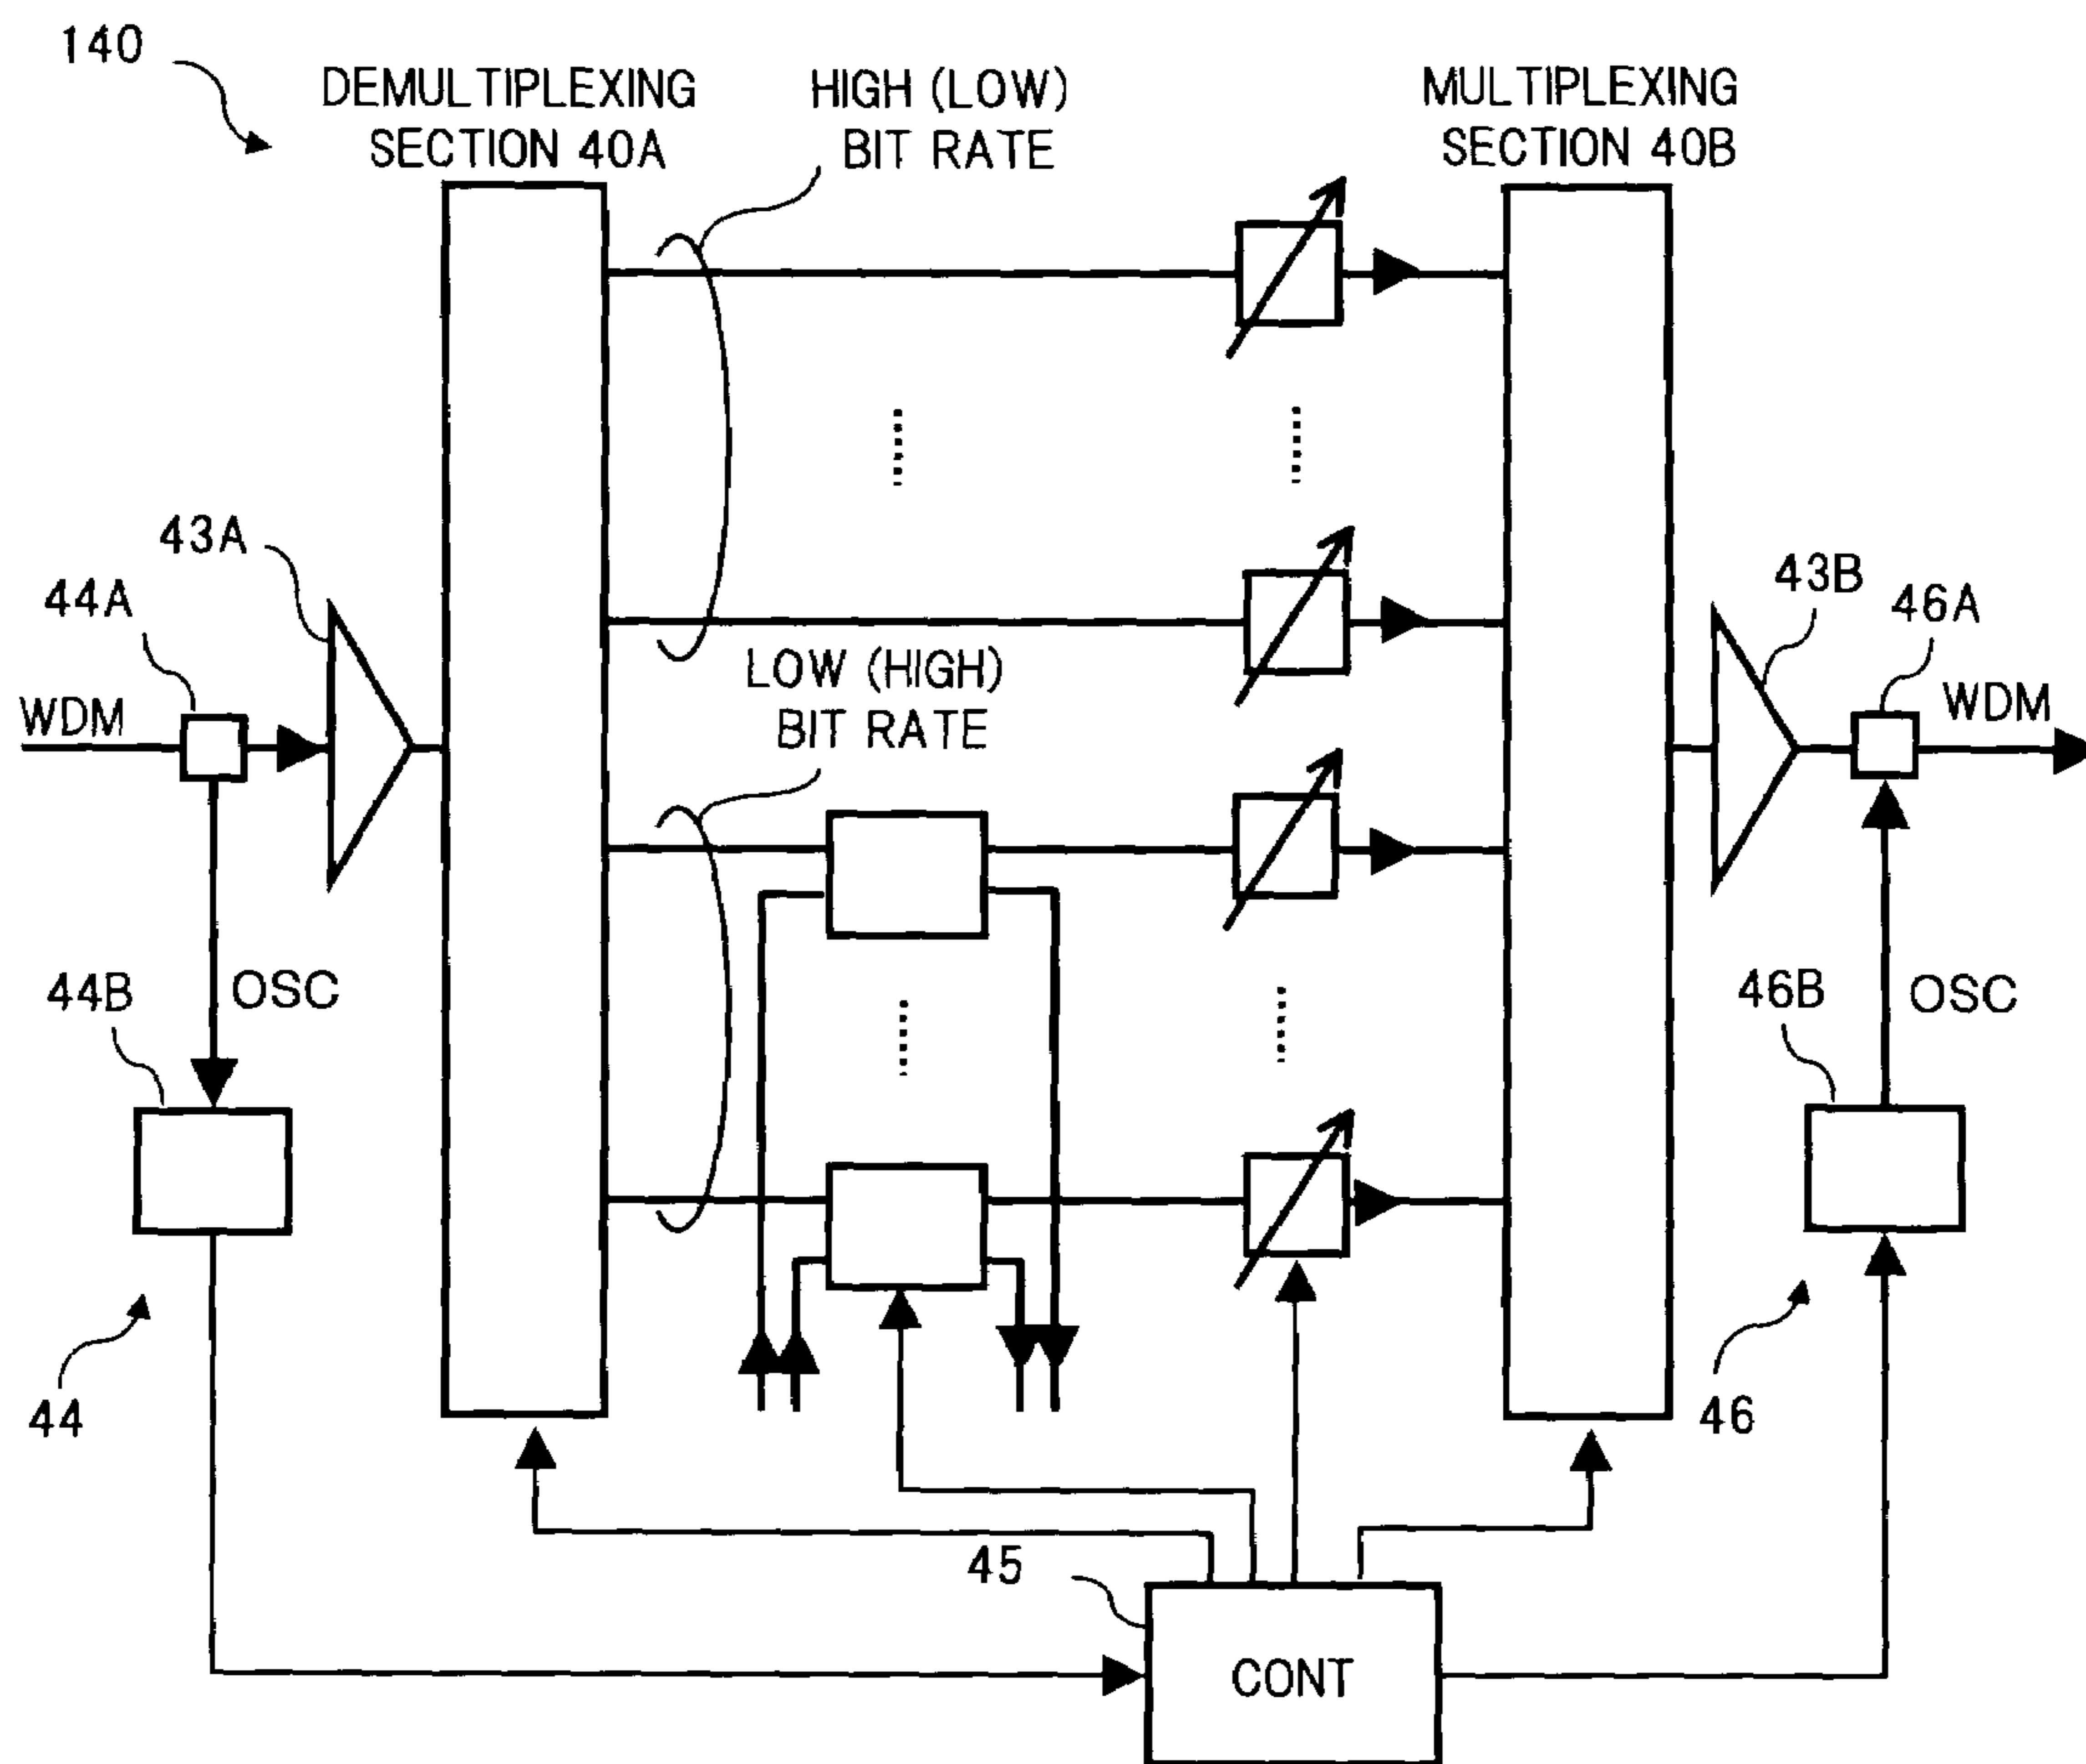 140
DEMULTIPLEXING
SECTION 40A
HIGH (LOW)
BIT RATE
MULTIPLEXING
SECTION 40B
43A
44A
WDM
LOW (HIGH)
BIT RATE
43B
46A
WDM
44B
OSC
46B
OSC
44
46
45
CONT